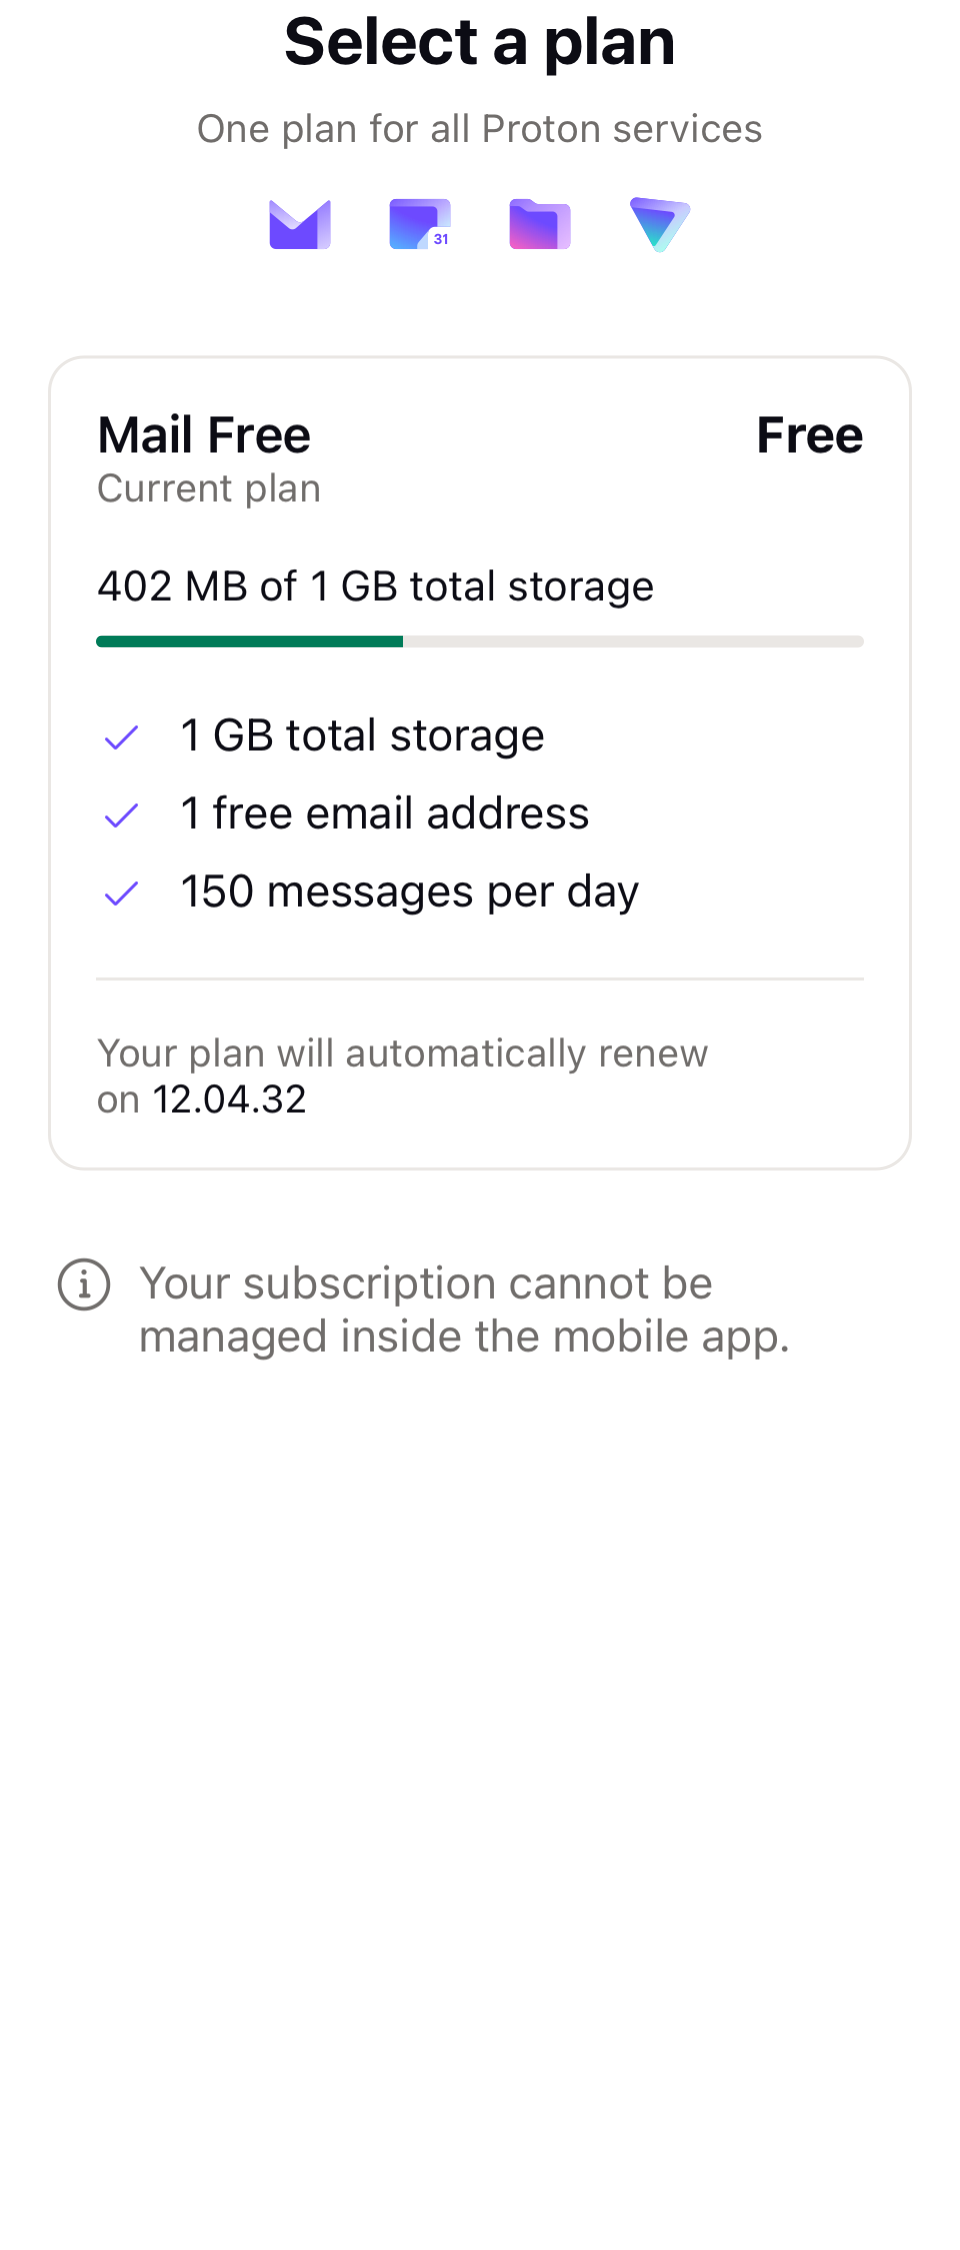 Select a plan
One plan for all Proton services
31
Mail Free
Free
Current plan
402 MB of 1 GB total storage
1 GB total storage
1 free email address
150 messages per day
Your plan will automatically renew
on 12.04.32
Your subscription cannot be
managed inside the mobile app.